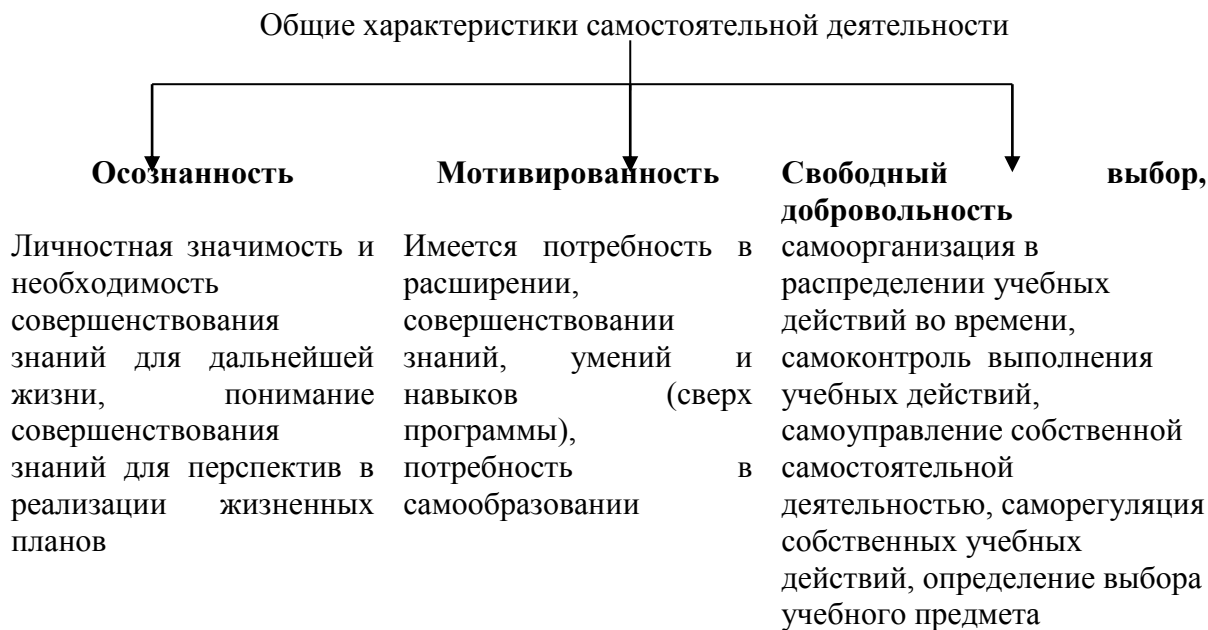 Общие характеристики самостоятельной деятельности
Осознанность
Личностная значимость и
необходимость
совершенствования
знаний для дальнейшей
жизни, понимание
совершенствования
знаний для перспектив в
реализации жизненных
планов
Мотивированность
Имеется потребность в
расширении,
совершенствовании
знаний, умений и
навыков (сверх
программы),
потребность в
самообразовании
Свободный выбор,
добровольность
самоорганизация в
распределении учебных
действий во времени,
самоконтроль выполнения
учебных действий,
самоуправление собственной
самостоятельной
деятельностью, саморегуляция
собственных учебных
действий, определение выбора
учебного предмета